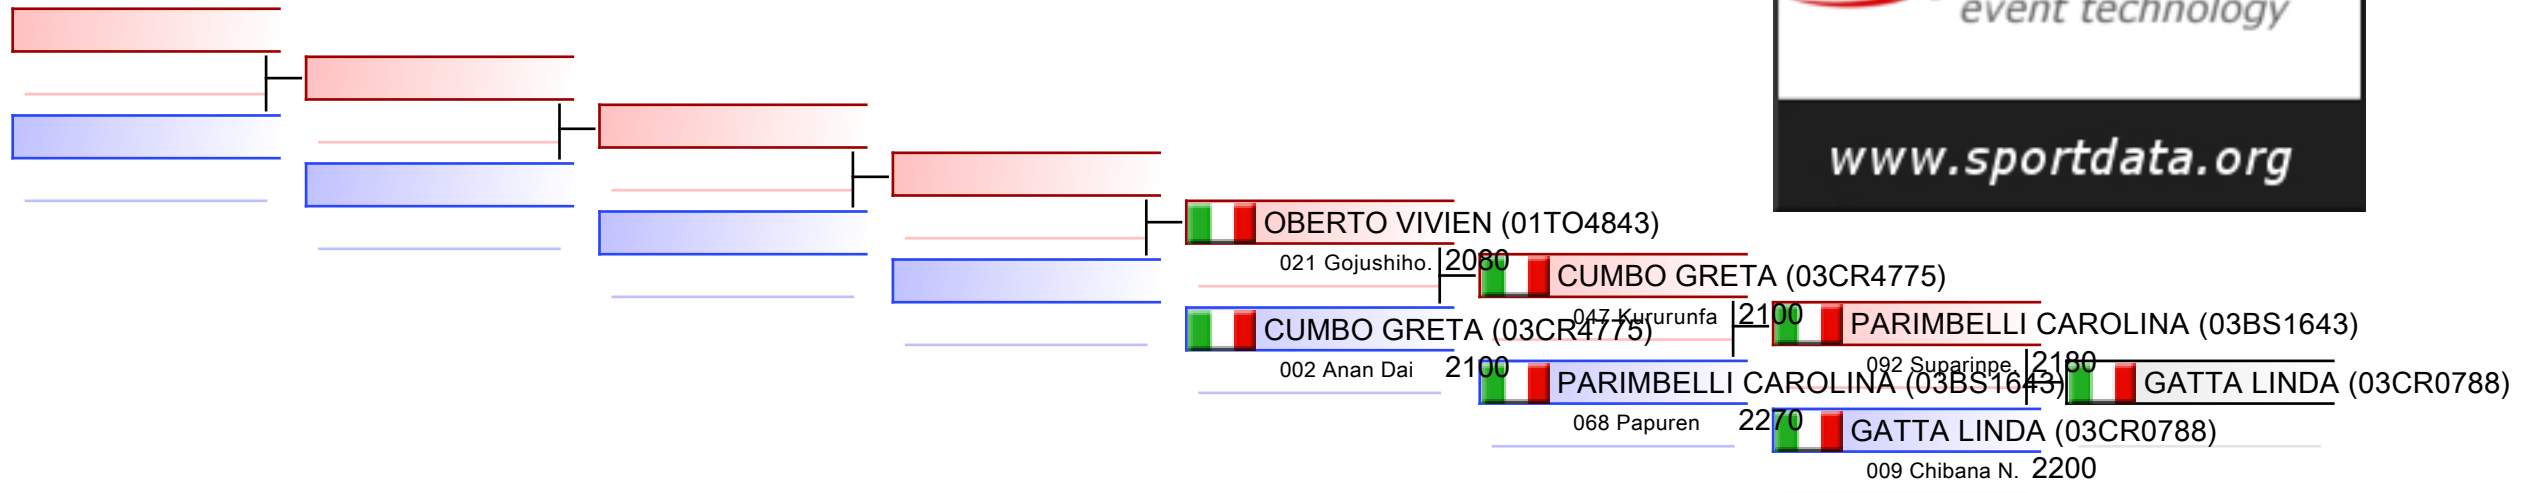 event technology
www.sportdata.org
OBERTO VIVIEN (01TO4843)
021 Gojushiho. 2080
CUMBO GRETA (03CR4775)
002 Anan Dai 2100
CUMBO GRETA (03CR4775)
047 Kururunfa 2100
PARIMBELLI CAROLINA (03BS1643)
068 Papuren 2270
PARIMBELLI CAROLINA (03BS1643)
092 Suparinpe. 2180
GATTA LINDA (03CR0788)
009 Chibana N. 2200
GATTA LINDA (03CR0788)